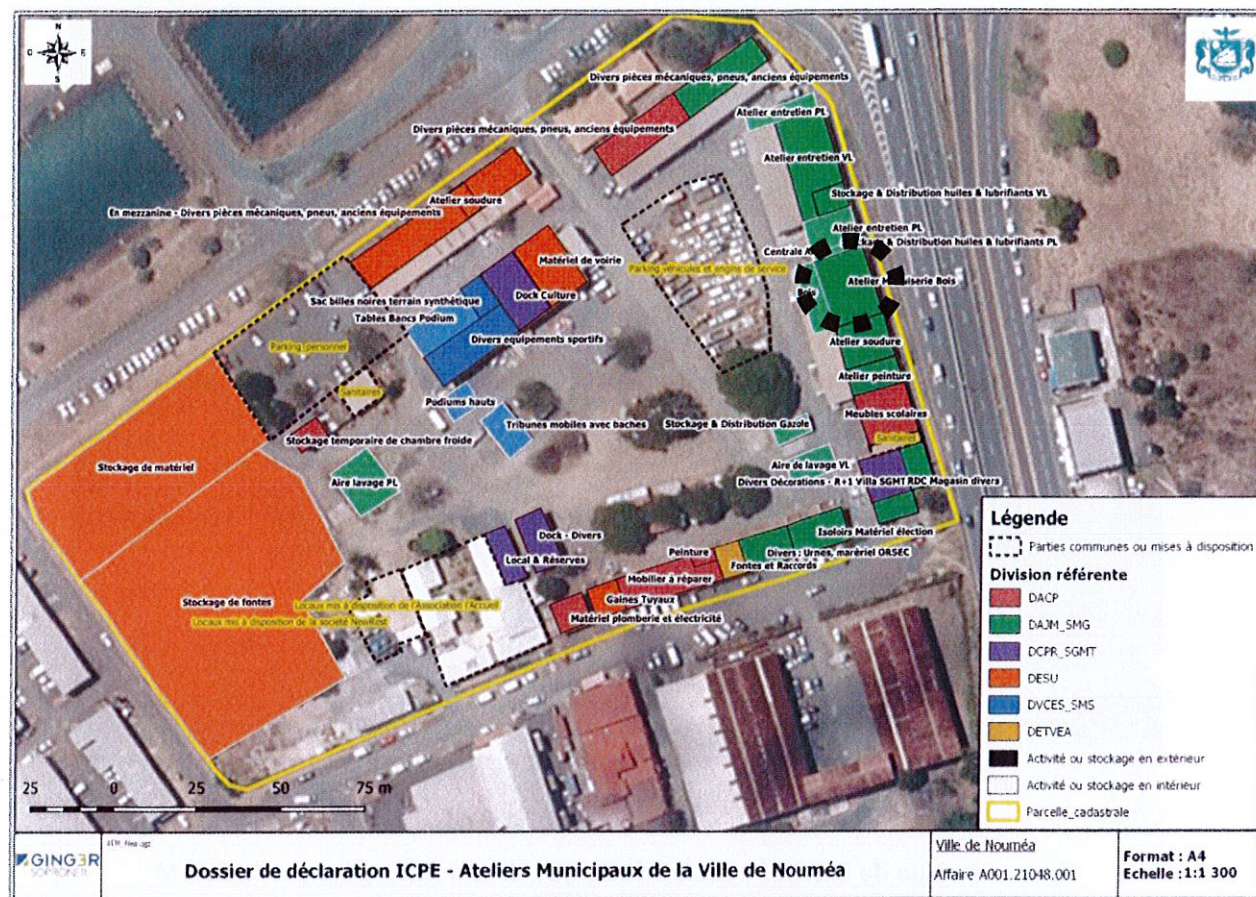 N
O
E
S
Divers pièces mécaniques, pneus, anciens équipements
Atelier entretien PL
Divers pièces mécaniques, pneus, anciens équipements
Atelier entretien VL
Stockage & Distribution huiles & lubrifiants VL
Atelier soudure
En mezzanine - Divers pièces mécaniques, pneus, anciens équipements
Atelier entretien PL
& Distribution huiles & lubrifiants PL
Centrale
Matériel de voirie
Parking véhicules et engins de service
Atelier
Bois
Bois
Sac billes noires terrain synthétique
Dock Culture
Tables Bancs Podium
Divers equipements sportifs
Atelier soudure
Parking personnel
Atelier peinture
Sanitaires
Podiums hauts
Meubles scolaires
Tribunes mobiles avec baches
Stockage & Distribution Gazole
Stockage temporaire de chambre froide
Sanitaires
Stockage de matériel
Aire de lavage VL
Aire lavage PL
Divers Décorations - R+1 Villa SGMT RDC Magasin divers
Isoloirs Matériel élection
Dock - Divers
Peinture
Divers : Urnes, marèriel ORSEC
Local & Réserves
Fontes et Raccords
Mobilier à réparer
Stockage de fontes
Locaux mis à disposition de l'Association l'Accueil
Gaines Tuyaux
Locaux mis à disposition de la société NewRest
Matériel plomberie et électricité
Légende
Parties communes ou mises à disposition
Division référente
DACP
DAJM_SMG
DCPR_SGMT
DESU
DVCES_SMS
DETVEA
Activité ou stockage en extérieur
Activité ou stockage en intérieur
Parcelle_cadastrale
25 0 25 50 75 m
GINGER
SOPRONER
Dossier de déclaration ICPE - Ateliers Municipaux de la Ville de Nouméa
Ville de Nouméa
Affaire A001.21048.001
Format : A4
Echelle :1:1 300